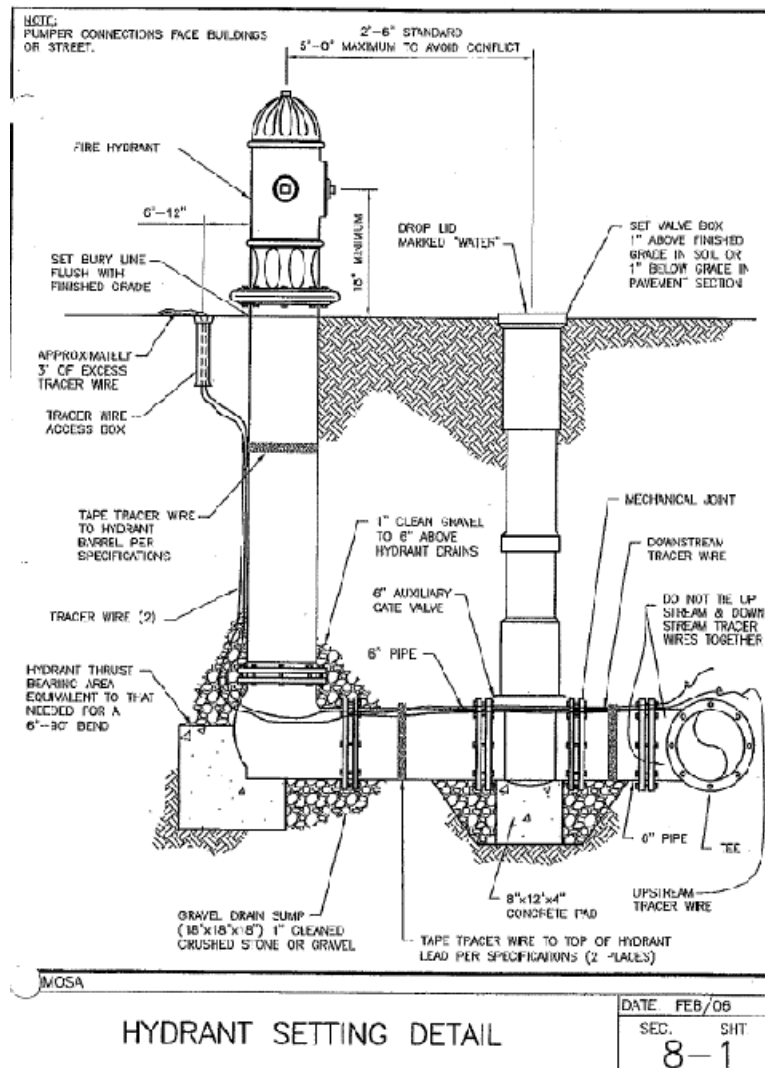 NOTE:
PUMPER CONNECTIONS FACE BUILDINGS
OR STREET.
2'-6" STANDARD
5'-0" MAXIMUM TO AVOID CONFLICT
FIRE HYDRANT
6"-12"
18" MINIMUM
DROP LID
MARKED "WATER"
SET VALVE BOX
1" ABOVE FINISHED
GRADE IN SOIL OR
1" BELOW GRADE IN
PAVEMENT SECTION
SET BURY LINE
FLUSH WITH
FINISHED GRADE
APPROXIMATELY
3' OF EXCESS
TRACER WIRE
TRACER WIRE
ACCESS BOX
TAPE TRACER WIRE
TO HYDRANT
BARREL PER
SPECIFICATIONS
1" CLEAN GRAVEL
TO 6" ABOVE
HYDRANT DRAINS
MECHANICAL JOINT
DOWNSTREAM
TRACER WIRE
6" AUXILIARY
GATE VALVE
DO NOT TIE UP
STREAM & DOWN
STREAM TRACER
WIRES TOGETHER
TRACER WIRE (2)
6" PIPE
HYDRANT THRUST
BEARING AREA
EQUIVALENT TO THAT
NEEDED FOR A
6"-90° BEND
6" PIPE
TEE
8"x12"x4"
CONCRETE PAD
UPSTREAM
TRACER WIRE
GRAVEL DRAIN SUMP
(18"x18"x18") 1" CLEANED
CRUSHED STONE OR GRAVEL
TAPE TRACER WIRE TO TOP OF HYDRANT
LEAD PER SPECIFICATIONS (2 PLACES)
MOSA
HYDRANT SETTING DETAIL
DATE FEB/06
SEC. SHT
8-1